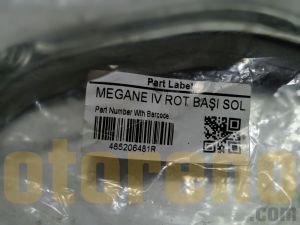 Part Label
MEGANE IV ROT BAŞI SOL
Part Number With Barcode
485206481R
otoreno
.com